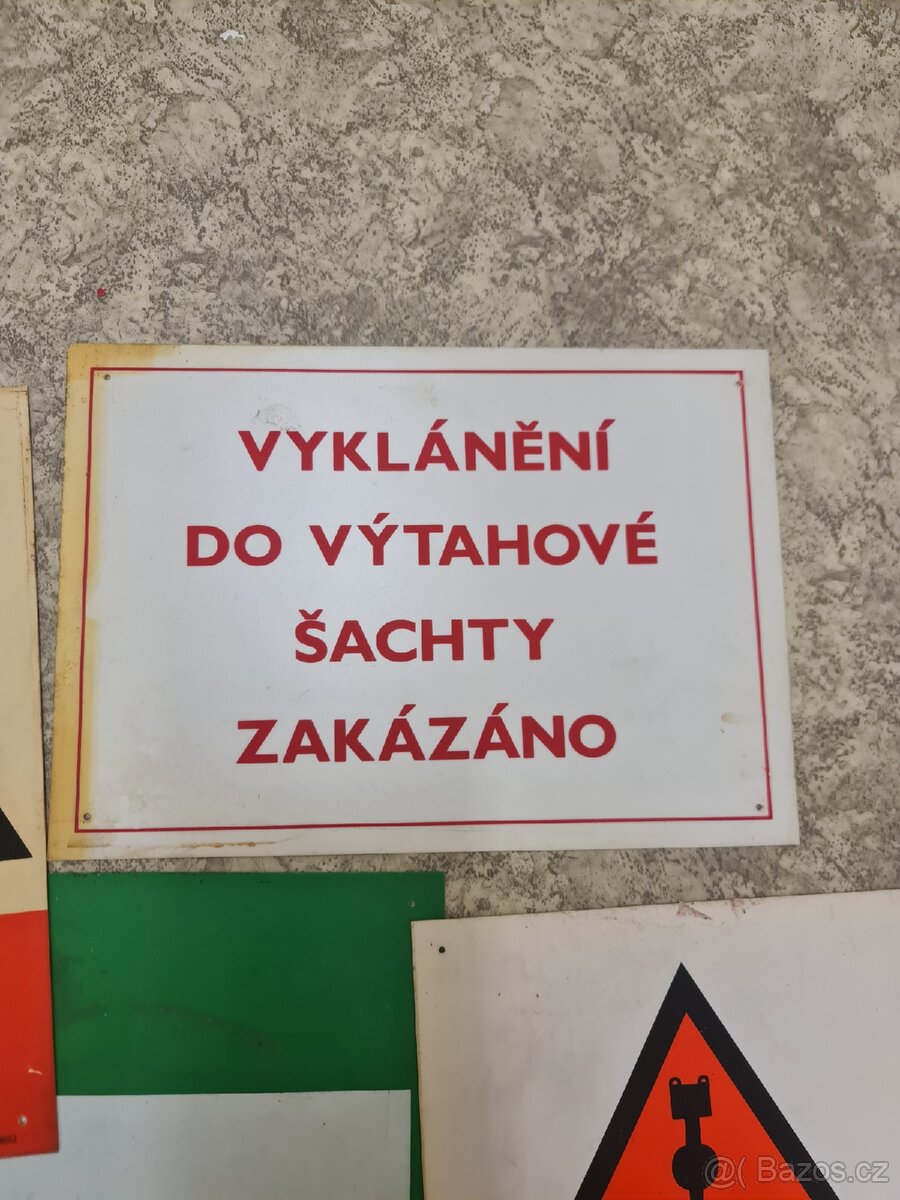 VYKLÁNĚNÍ
DO VÝTAHOVÉ
ŠACHTY
ZAKÁZÁNO
@( Bazos.cz